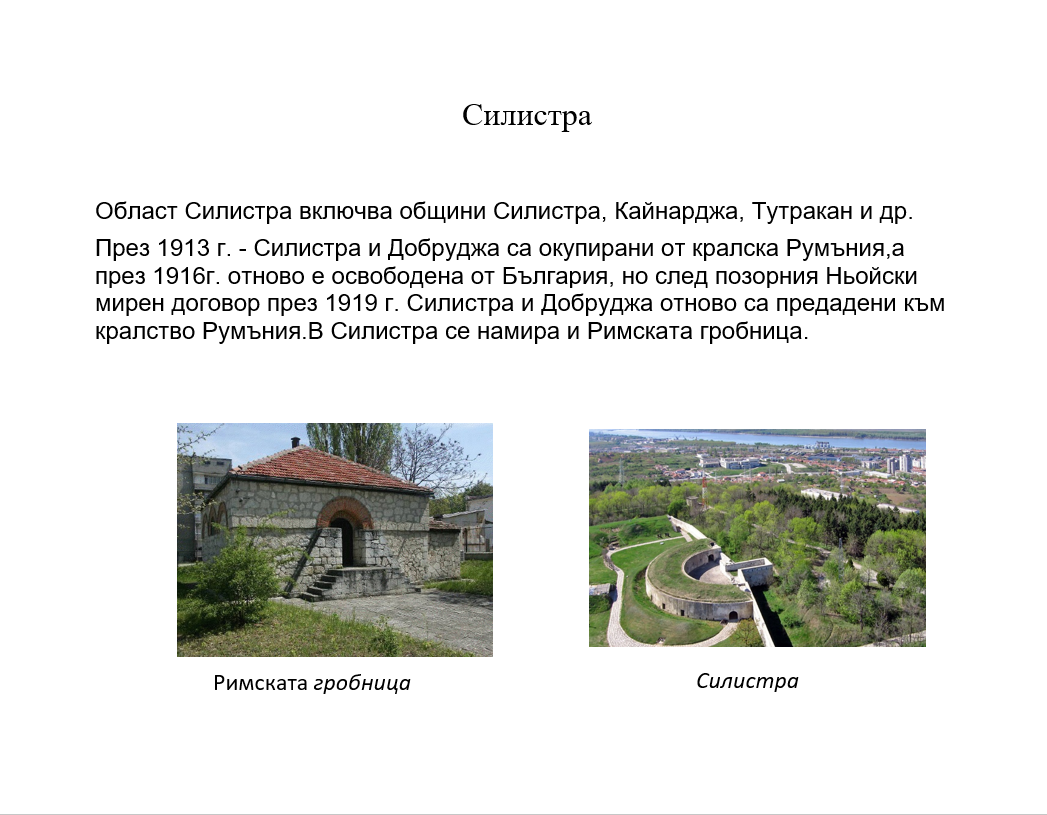 Силистра
Област Силистра включва общини Силистра, Кайнарджа, Тутракан и др.
През 1913 г. - Силистра и Добруджа са окупирани от кралска Румъния,а
през 1916г. отново е освободена от България, но след позорния Ньойски
мирен договор през 1919 г. Силистра и Добруджа отново са предадени към
кралство Румъния.В Силистра се намира и Римската гробница.
Римската гробница
Силистра